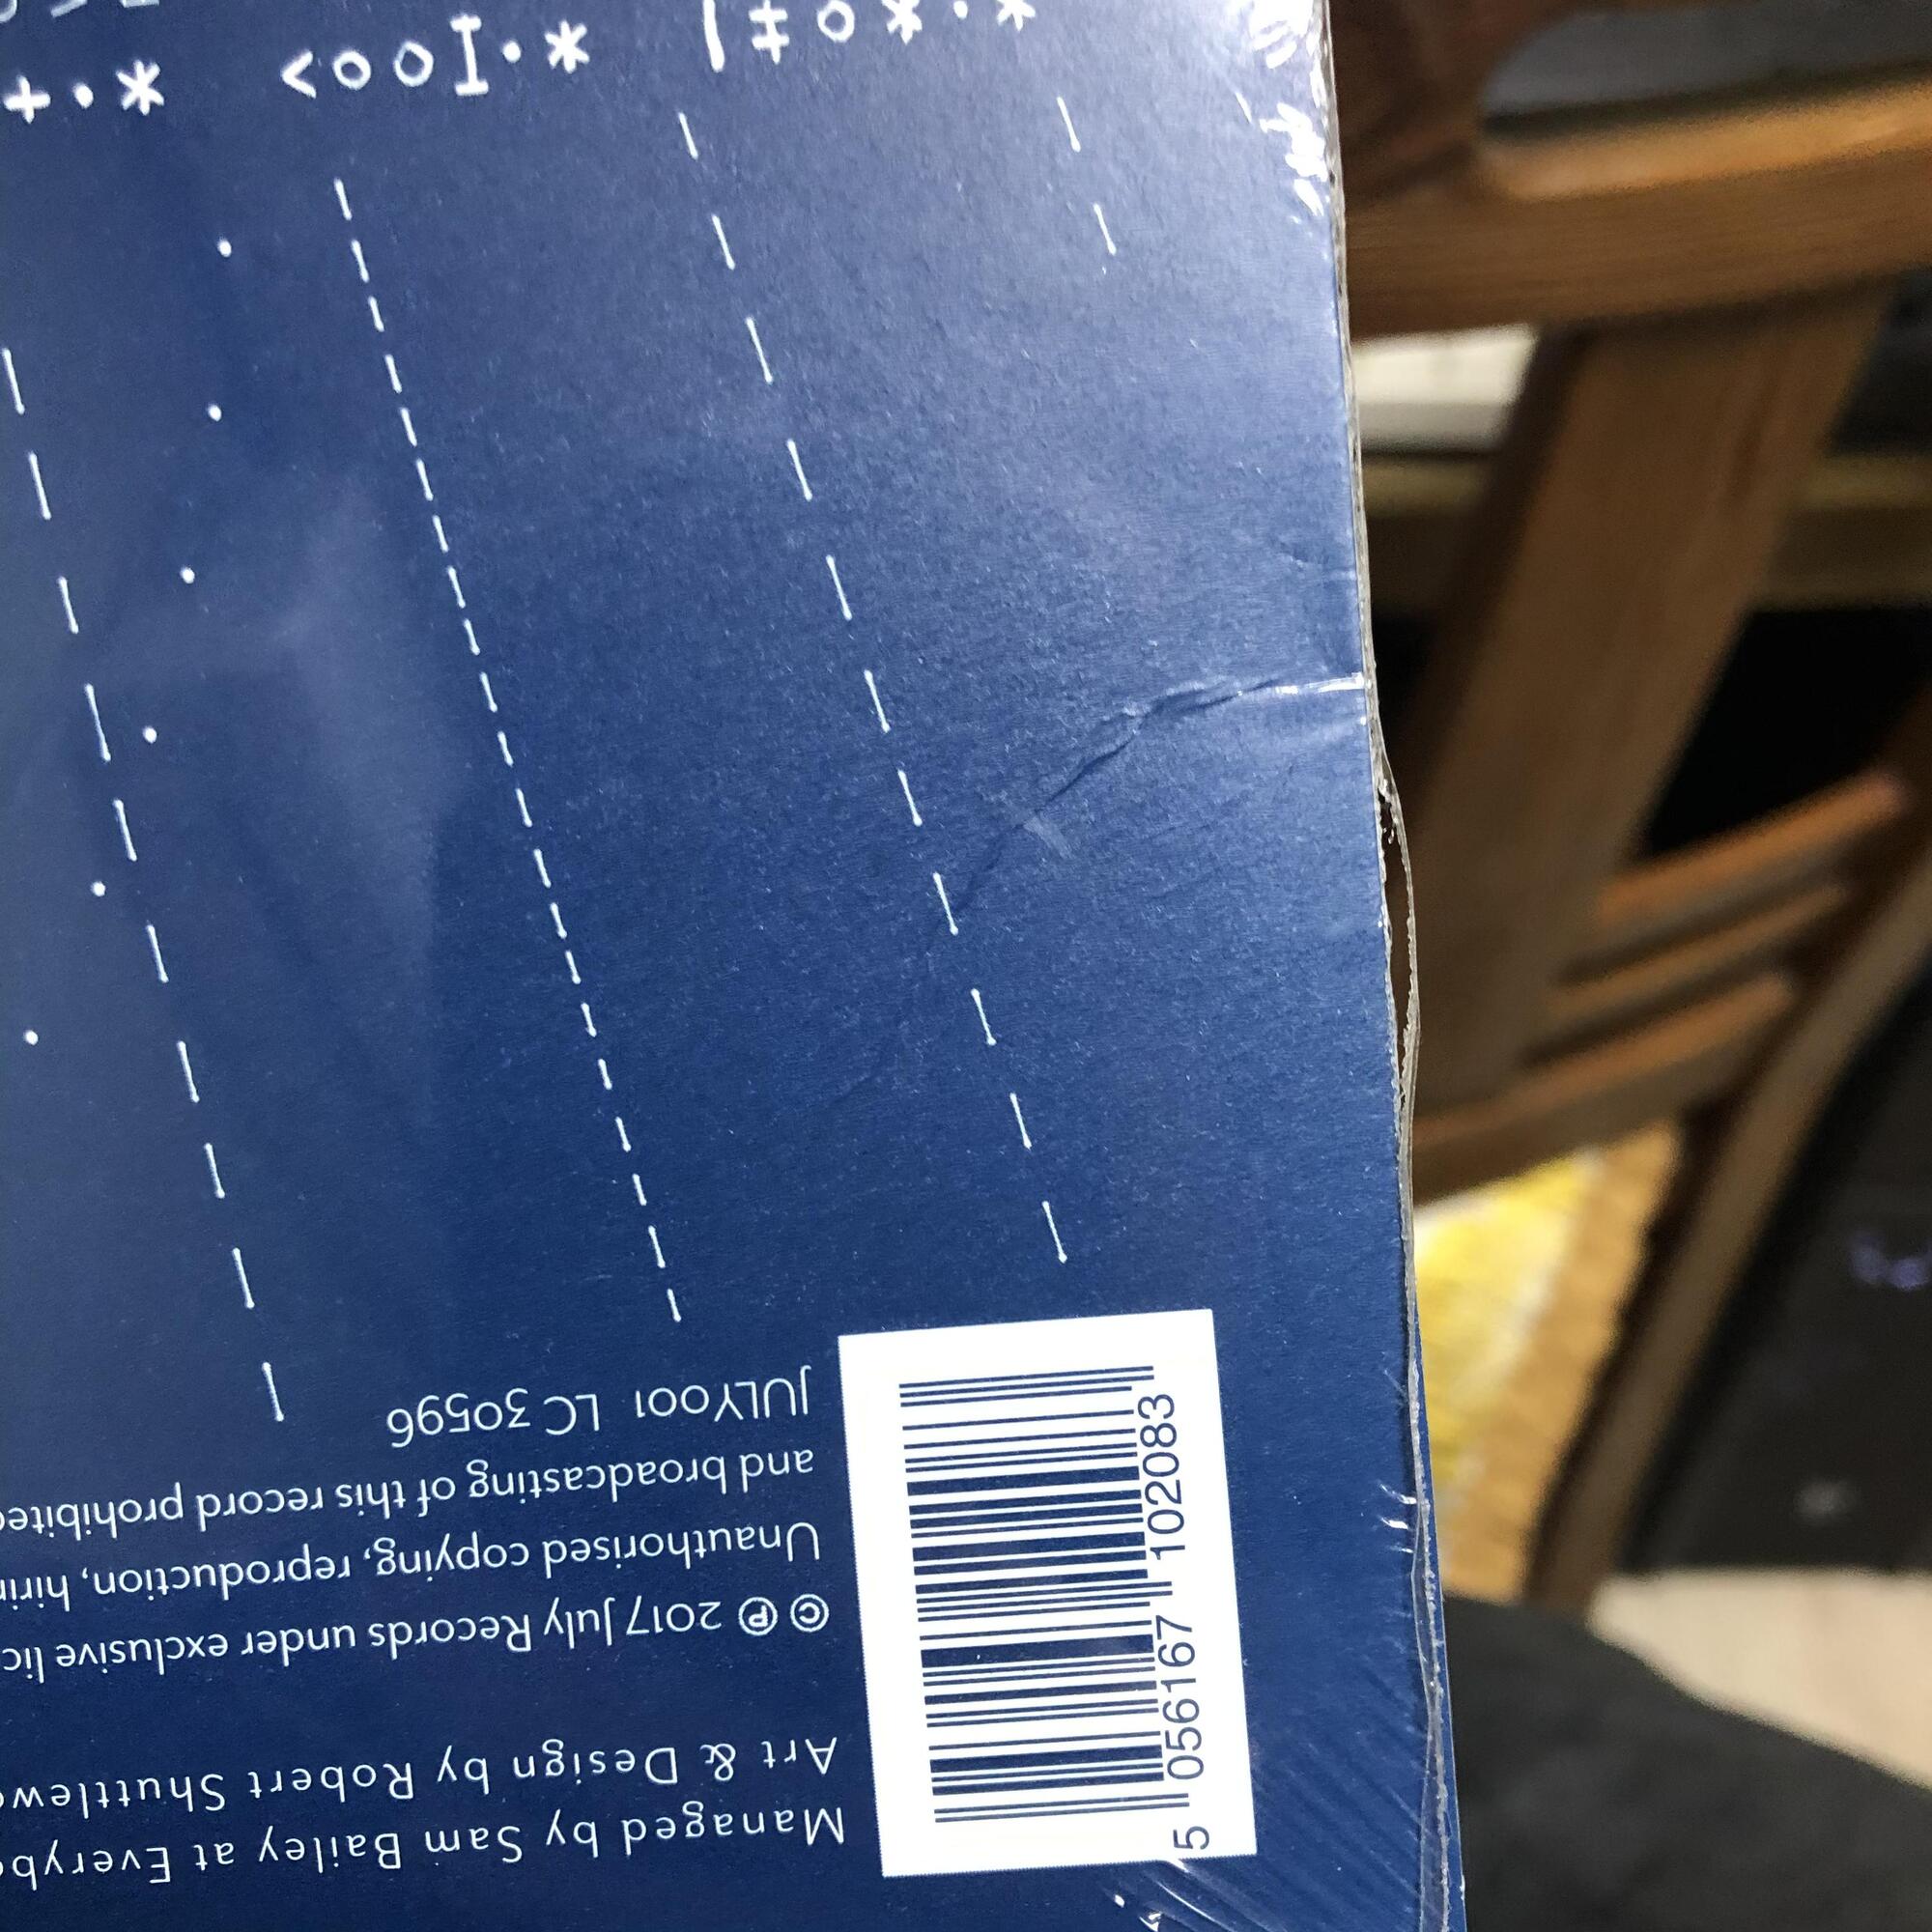 Managed by Sam Bailey at Everyb
Art & Design by Robert Shuttlew
© ℗ 2017 July Records under exclusive lic
Unauthorised copying, reproduction, hirin
and broadcasting of this record prohibite
JULY001 LC 30596
5 056167 102083